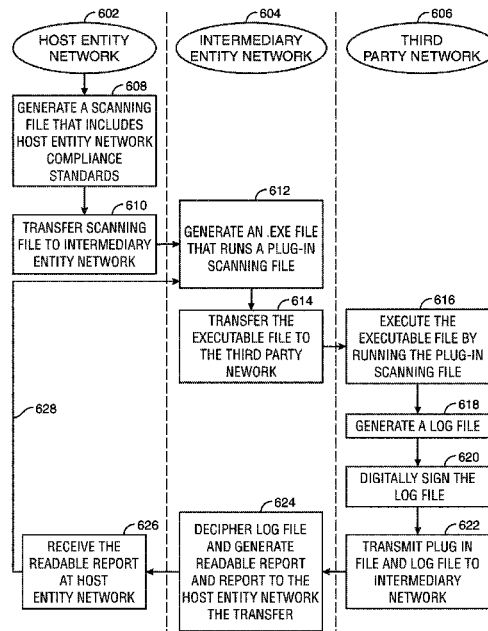 602
HOST ENTITY
NETWORK
604
INTERMEDIARY
ENTITY NETWORK
606
THIRD
PARTY NETWORK
608
GENERATE A SCANNING
FILE THAT INCLUDES
HOST ENTITY NETWORK
COMPLIANCE
STANDARDS
610
TRANSFER SCANNING
FILE TO INTERMEDIARY
ENTITY NETWORK
612
GENERATE AN .EXE FILE
THAT RUNS A PLUG-IN
SCANNING FILE
614
TRANSFER THE
EXECUTABLE FILE TO
THE THIRD PARTY
NEWORK
616
EXECUTE THE
EXECUTABLE FILE BY
RUNNING THE PLUG-IN
SCANNING FILE
618
GENERATE A LOG FILE
620
DIGITALLY SIGN THE
LOG FILE
622
TRANSMIT PLUG IN
FILE AND LOG FILE TO
INTERMEDIARY
NETWORK
624
DECIPHER LOG FILE
AND GENERATE
READABLE REPORT
AND REPORT TO THE
HOST ENTITY NETWORK
THE TRANSFER
626
RECEIVE THE
READABLE REPORT
AT HOST
ENTITY NETWORK
628